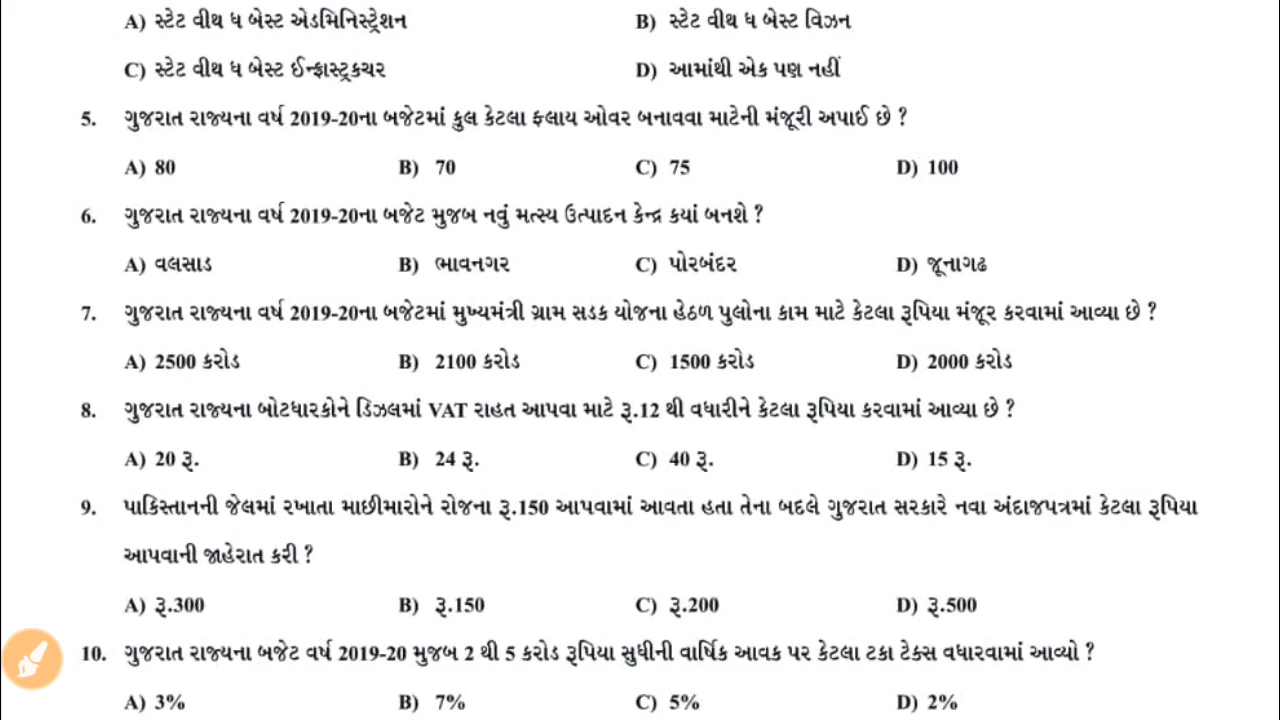 A) સ્ટેટ વીથ ધ બેસ્ટ એડમિનિસ્ટ્રેશન B) સ્ટેટ વીથ ધ બેસ્ટ વિઝન
C) સ્ટેટ વીથ ધ બેસ્ટ ઈન્ફ્રાસ્ટ્રક્ચર D) આમાંથી એક પણ નહીં
5. ગુજરાત રાજ્યના વર્ષ 2019-20ના બજેટમાં કુલ કેટલા ફ્લાય ઓવર બનાવવા માટેની મંજૂરી અપાઈ છે ?
A) 80 B) 70 C) 75 D) 100
6. ગુજરાત રાજ્યના વર્ષ 2019-20ના બજેટ મુજબ નવું મત્સ્ય ઉત્પાદન કેન્દ્ર કયાં બનશે ?
A) વલસાડ B) ભાવનગર C) પોરબંદર D) જૂનાગઢ
7. ગુજરાત રાજ્યના વર્ષ 2019-20ના બજેટમાં મુખ્યમંત્રી ગ્રામ સડક યોજના હેઠળ પુલોના કામ માટે કેટલા રૂપિયા મંજૂર કરવામાં આવ્યા છે ?
A) 2500 કરોડ B) 2100 કરોડ C) 1500 કરોડ D) 2000 કરોડ
8. ગુજરાત રાજ્યના બોટધારકોને ડિઝલમાં VAT રાહત આપવા માટે રૂ.12 થી વધારીને કેટલા રૂપિયા કરવામાં આવ્યા છે ?
A) 20 રૂ. B) 24 રૂ. C) 40 રૂ. D) 15 રૂ.
9. પાકિસ્તાનની જેલમાં રખાતા માછીમારોને રોજના રૂ.150 આપવામાં આવતા હતા તેના બદલે ગુજરાત સરકારે નવા અંદાજપત્રમાં કેટલા રૂપિયા
આપવાની જાહેરાત કરી ?
A) રૂ.300 B) રૂ.150 C) રૂ.200 D) રૂ.500
10. ગુજરાત રાજ્યના બજેટ વર્ષ 2019-20 મુજબ 2 થી 5 કરોડ રૂપિયા સુધીની વાર્ષિક આવક પર કેટલા ટકા ટેક્સ વધારવામાં આવ્યો ?
A) 3% B) 7% C) 5% D) 2%